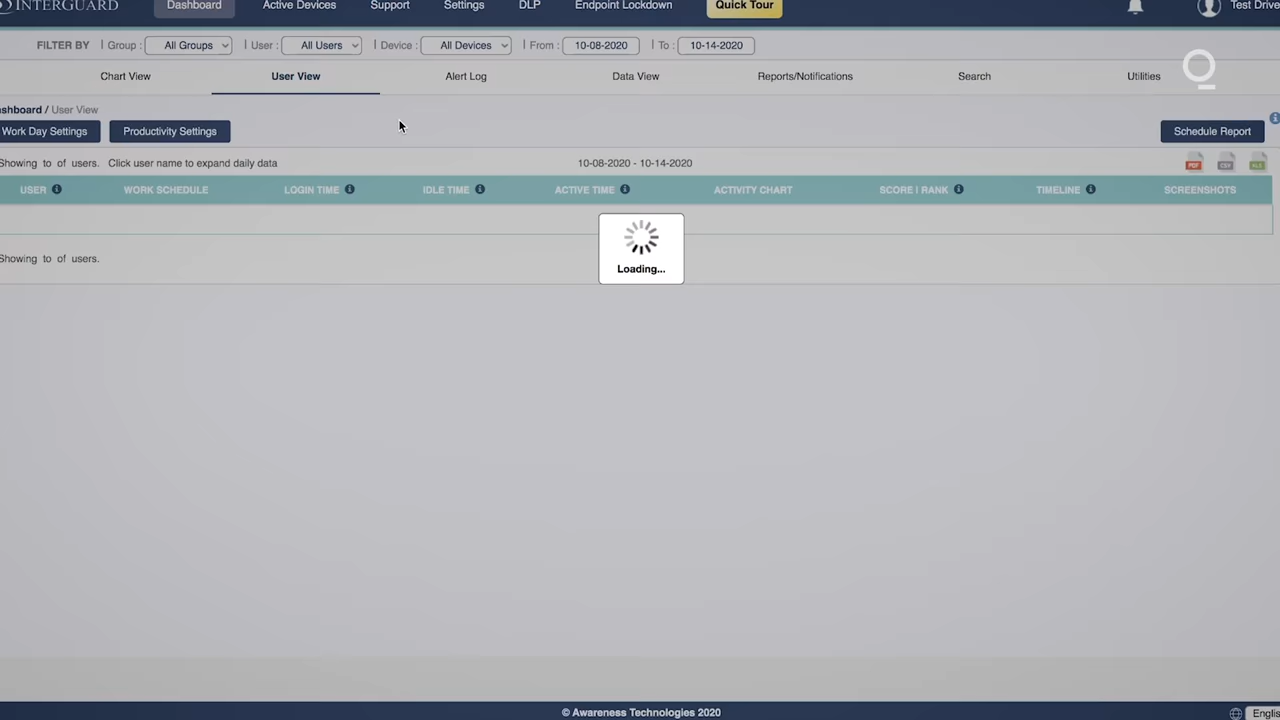 INTERGUARD Dashboard Active Devices Support Settings DLP Endpoint Lockdown Quick Tour Test Drive
FILTER BY | Group : All Groups | User : All Users | Device : All Devices | From : 10-08-2020 | To : 10-14-2020
Chart View User View Alert Log Data View Reports/Notifications Search Utilities
shboard / User View
Work Day Settings Productivity Settings Schedule Report
Showing to of users. Click user name to expand daily data 10-08-2020 - 10-14-2020 PDF CSV XLS
USER WORK SCHEDULE LOGIN TIME IDLE TIME ACTIVE TIME ACTIVITY CHART SCORE | RANK TIMELINE SCREENSHOTS
Loading...
Showing to of users.
© Awareness Technologies 2020 Englis